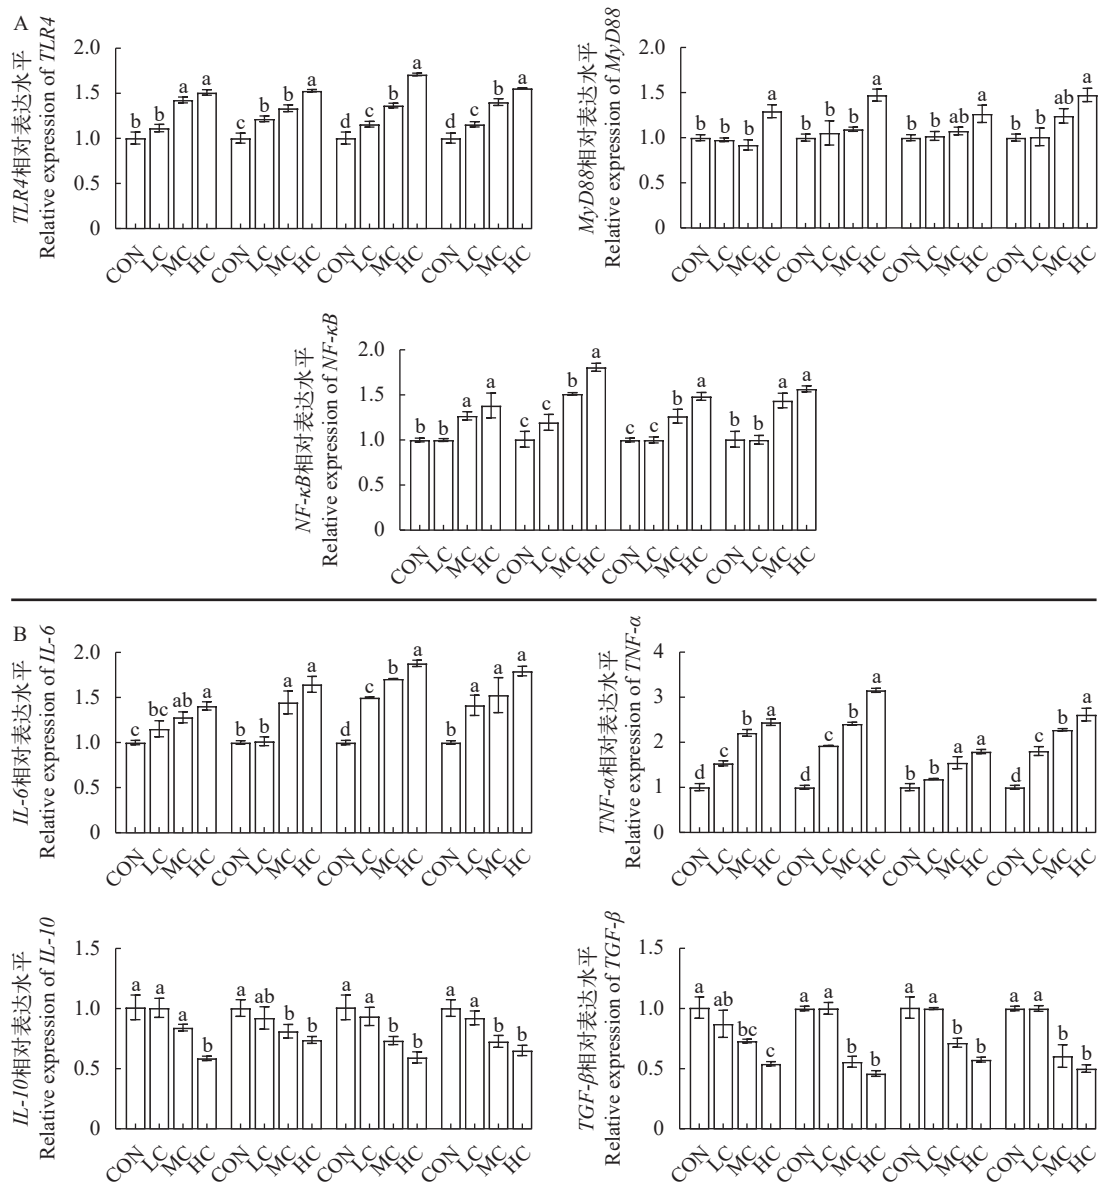 A
TLR4相对表达水平
Relative expression of TLR4
2.0
1.5
1.0
0.5
0
b b a a c b b a d c b a d c b a
CON LC MC HC CON LC MC HC CON LC MC HC CON LC MC HC
MyD88相对表达水平
Relative expression of MyD88
2.0
1.5
1.0
0.5
0
b b b a b b b a b b ab a b b ab a
CON LC MC HC CON LC MC HC CON LC MC HC CON LC MC HC
NF-κB相对表达水平
Relative expression of NF-κB
2.0
1.5
1.0
0.5
0
b b a a c c b a c c b a b b a a
CON LC MC HC CON LC MC HC CON LC MC HC CON LC MC HC
B
IL-6相对表达水平
Relative expression of IL-6
2.0
1.5
1.0
0.5
0
c bc ab a b b a a d c b a b a a a
CON LC MC HC CON LC MC HC CON LC MC HC CON LC MC HC
TNF-α相对表达水平
Relative expression of TNF-α
4
3
2
1
0
d c b a d c b a b b a a d c b a
CON LC MC HC CON LC MC HC CON LC MC HC CON LC MC HC
IL-10相对表达水平
Relative expression of IL-10
1.5
1.0
0.5
0
a a a b a ab b b a a b b a a b b
CON LC MC HC CON LC MC HC CON LC MC HC CON LC MC HC
TGF-β相对表达水平
Relative expression of TGF-β
1.5
1.0
0.5
0
a ab bc c a a b b a a b b a a b b
CON LC MC HC CON LC MC HC CON LC MC HC CON LC MC HC